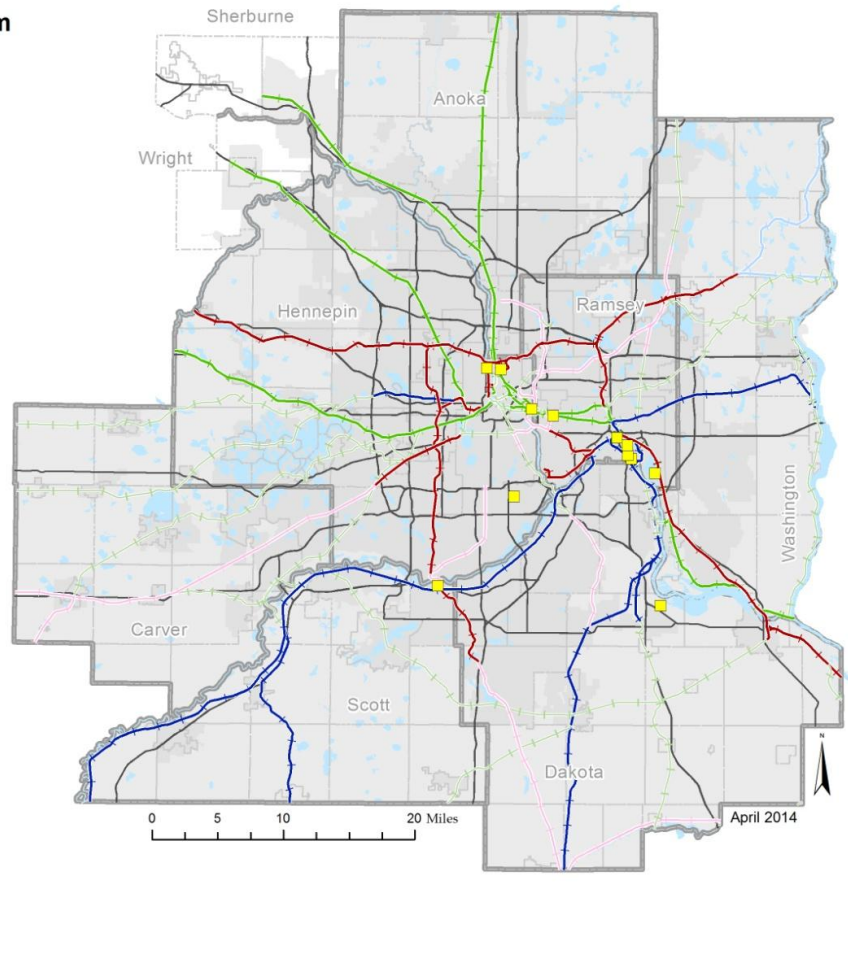 m
Sherburne
Anoka
Wright
Hennepin
Ramsey
Washington
Carver
Scott
Dakota
N
0 5 10 20 Miles
April 2014